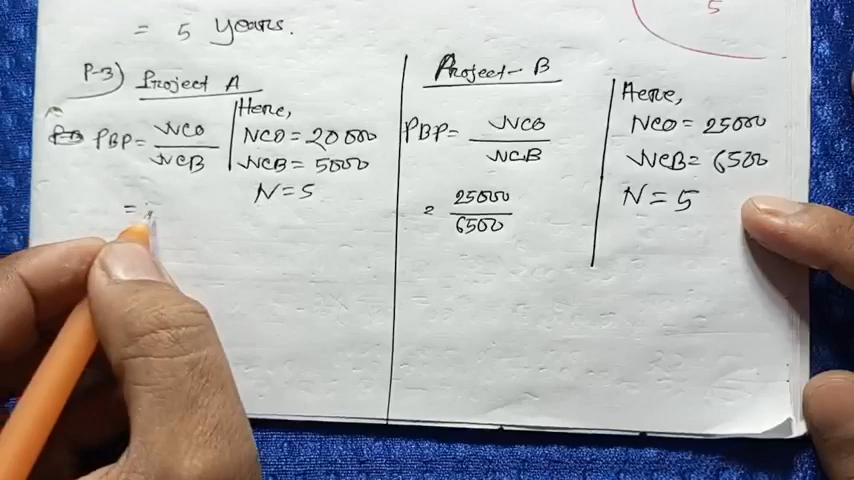 = 5 years.
5
P-3) Project A
PBP = NCO / NCB
Here,
NCO = 20000
NCB = 5000
N = 5
=
Project - B
PBP = NCO / NCB
= 25000 / 6500
Here,
NCO = 25000
NCB = 6500
N = 5